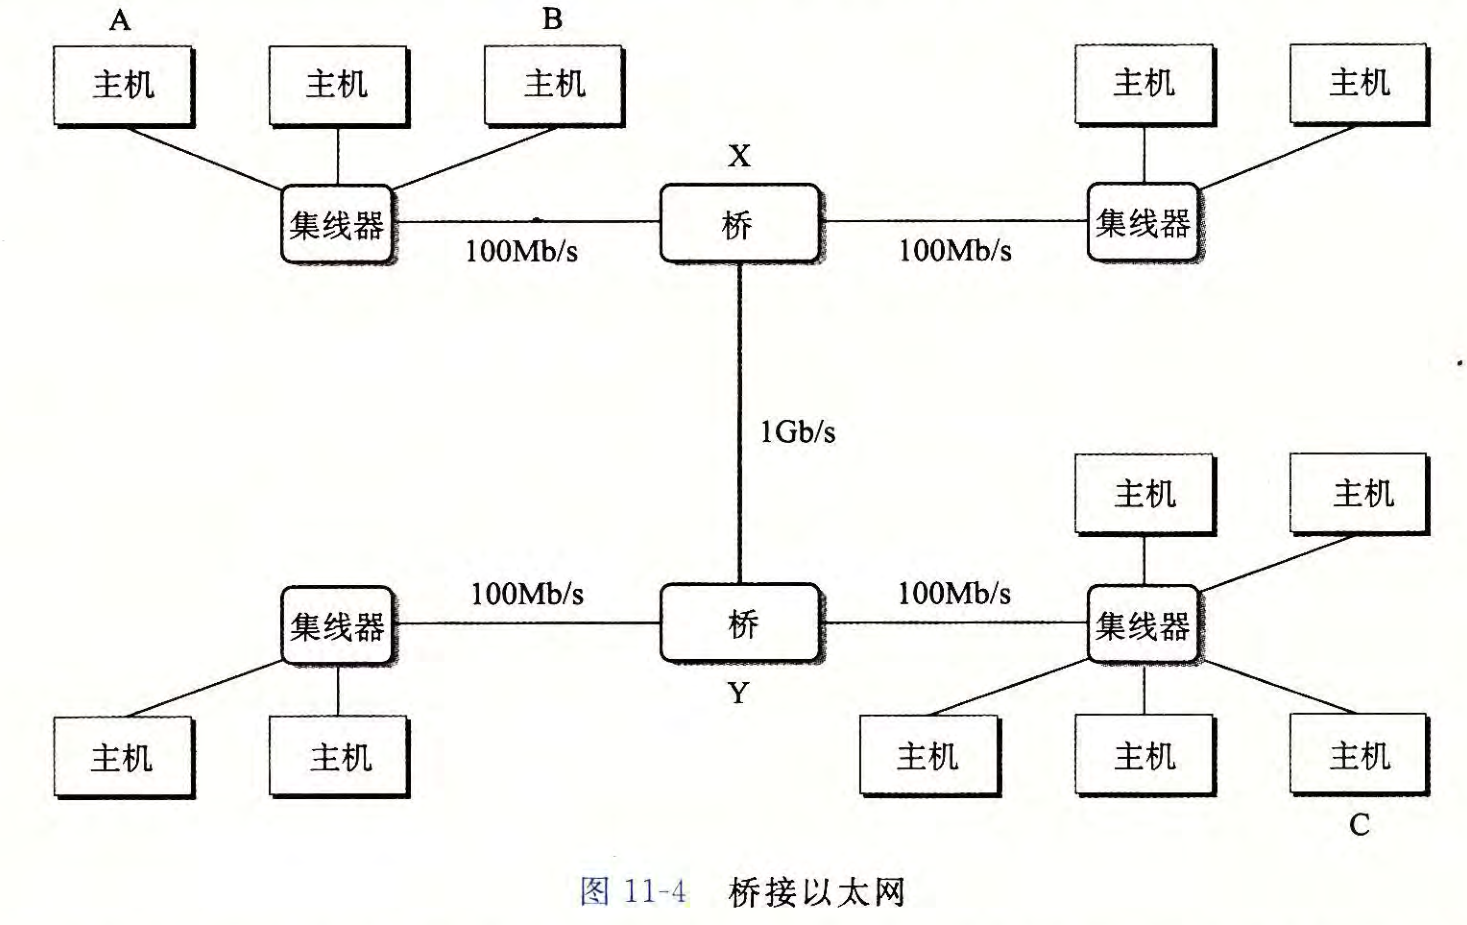 A
B
主机
主机
主机
主机
主机
X
集线器
桥
集线器
100Mb/s
100Mb/s
1Gb/s
主机
主机
集线器
100Mb/s
桥
100Mb/s
集线器
Y
主机
主机
主机
主机
主机
C
图 11-4 桥接以太网